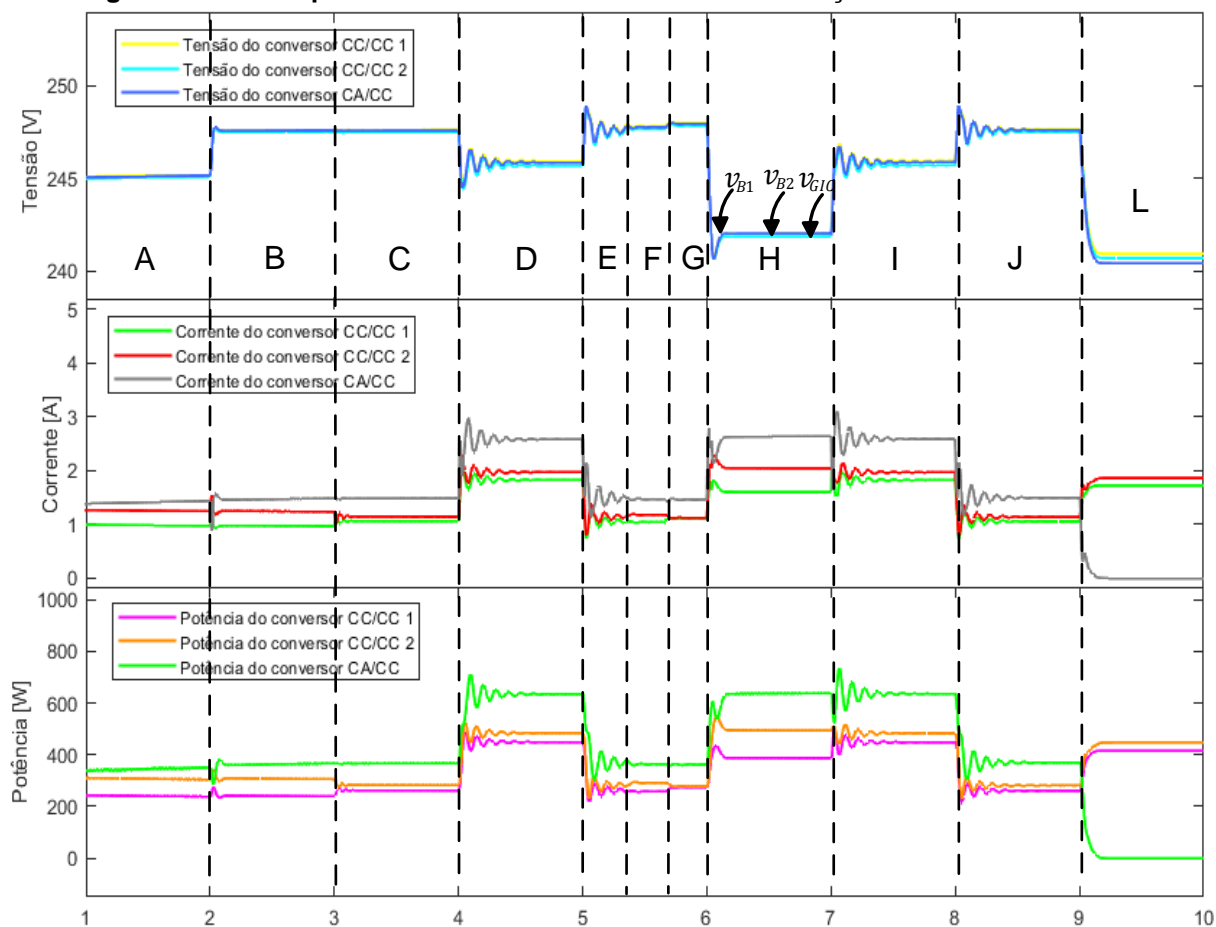 Tensão [V]
250
245
240
Tensão do conversor CC/CC 1
Tensão do conversor CC/CC 2
Tensão do conversor CA/CC
v_B1
v_B2
v_GIC
A
B
C
D
E
F
G
H
I
J
L
Corrente [A]
5
4
3
2
1
0
Corrente do conversor CC/CC 1
Corrente do conversor CC/CC 2
Corrente do conversor CA/CC
Potência [W]
1000
800
600
400
200
0
Potência do conversor CC/CC 1
Potência do conversor CC/CC 2
Potência do conversor CA/CC
1 2 3 4 5 6 7 8 9 10